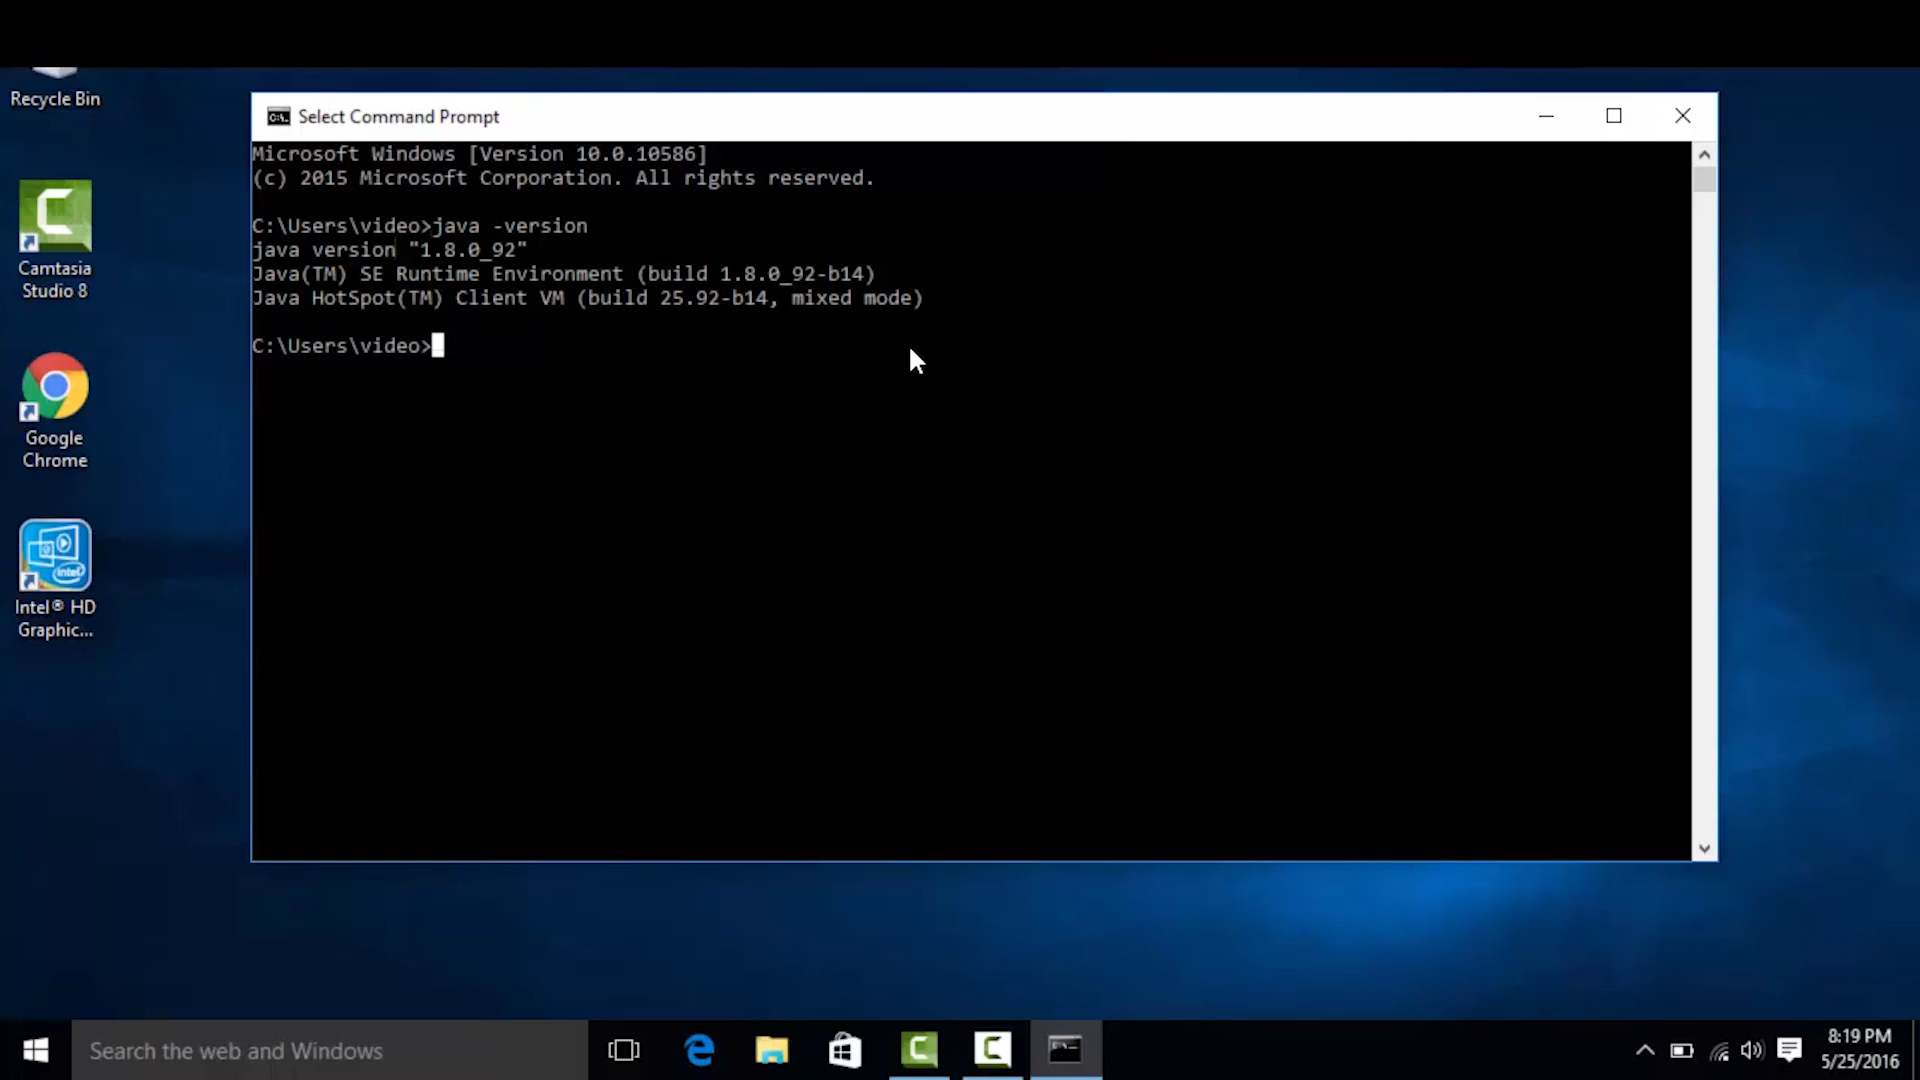 Recycle Bin
Camtasia
Studio 8
Google
Chrome
intel
Intel® HD
Graphic...
C:\.
Select Command Prompt
Microsoft Windows [Version 10.0.10586]
(c) 2015 Microsoft Corporation. All rights reserved.
C:\Users\video>java -version
java version "1.8.0_92"
Java(TM) SE Runtime Environment (build 1.8.0_92-b14)
Java HotSpot(TM) Client VM (build 25.92-b14, mixed mode)
C:\Users\video>
Search the web and Windows
8:19 PM
5/25/2016